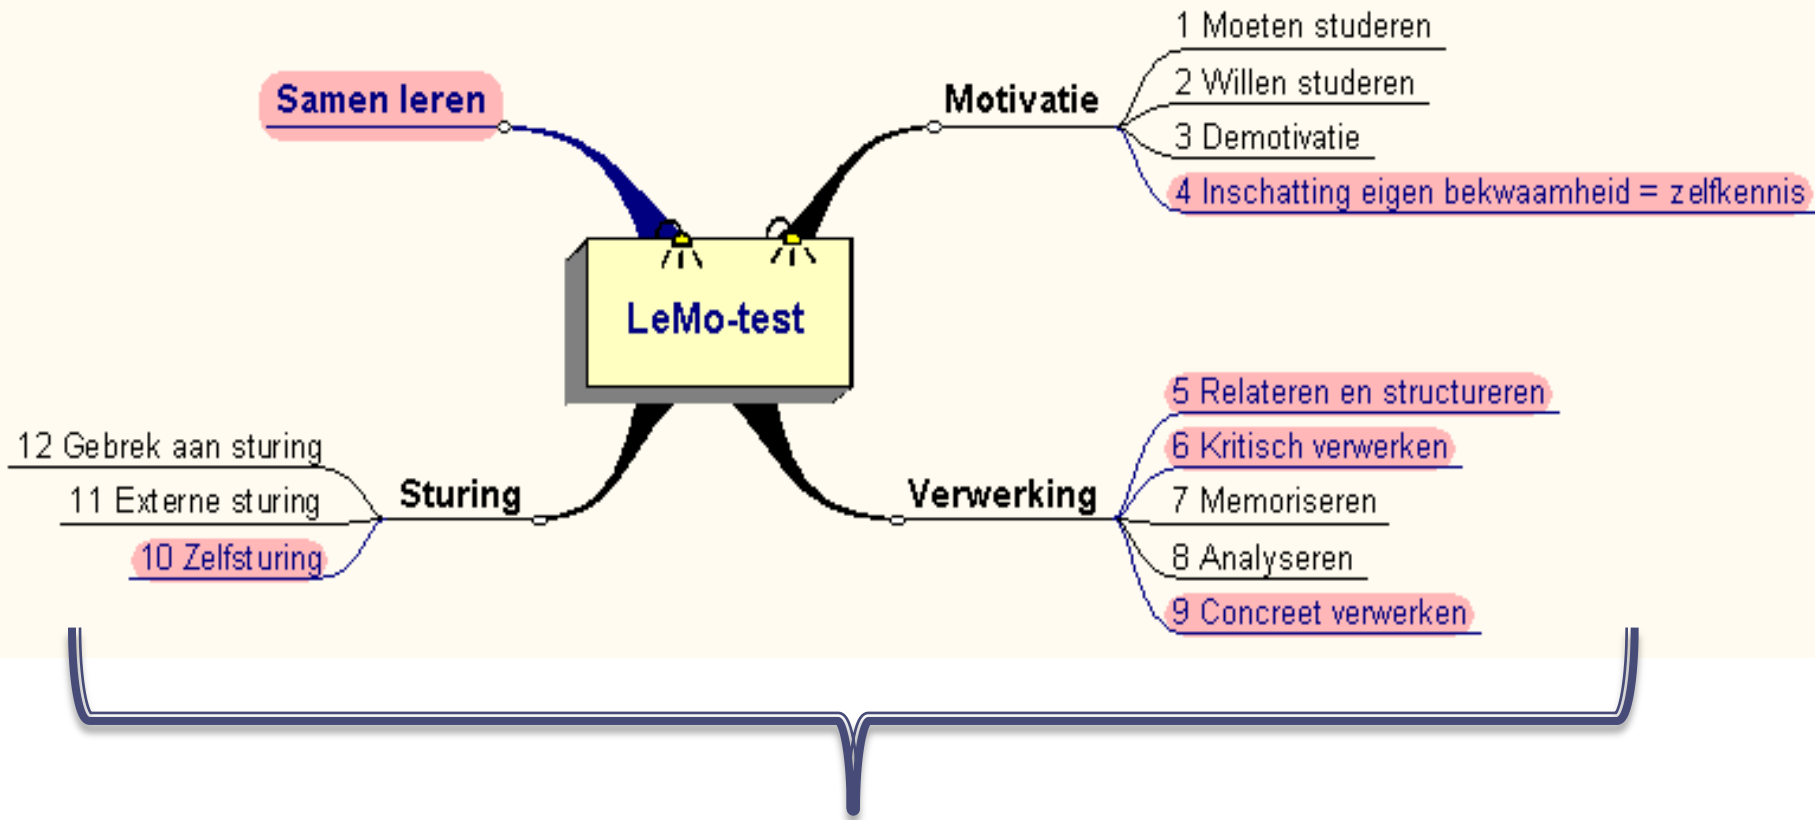 LeMo-test
Samen leren
Motivatie
1 Moeten studeren
2 Willen studeren
3 Demotivatie
4 Inschatting eigen bekwaamheid = zelfkennis
Verwerking
5 Relateren en structureren
6 Kritisch verwerken
7 Memoriseren
8 Analyseren
9 Concreet verwerken
Sturing
12 Gebrek aan sturing
11 Externe sturing
10 Zelfsturing